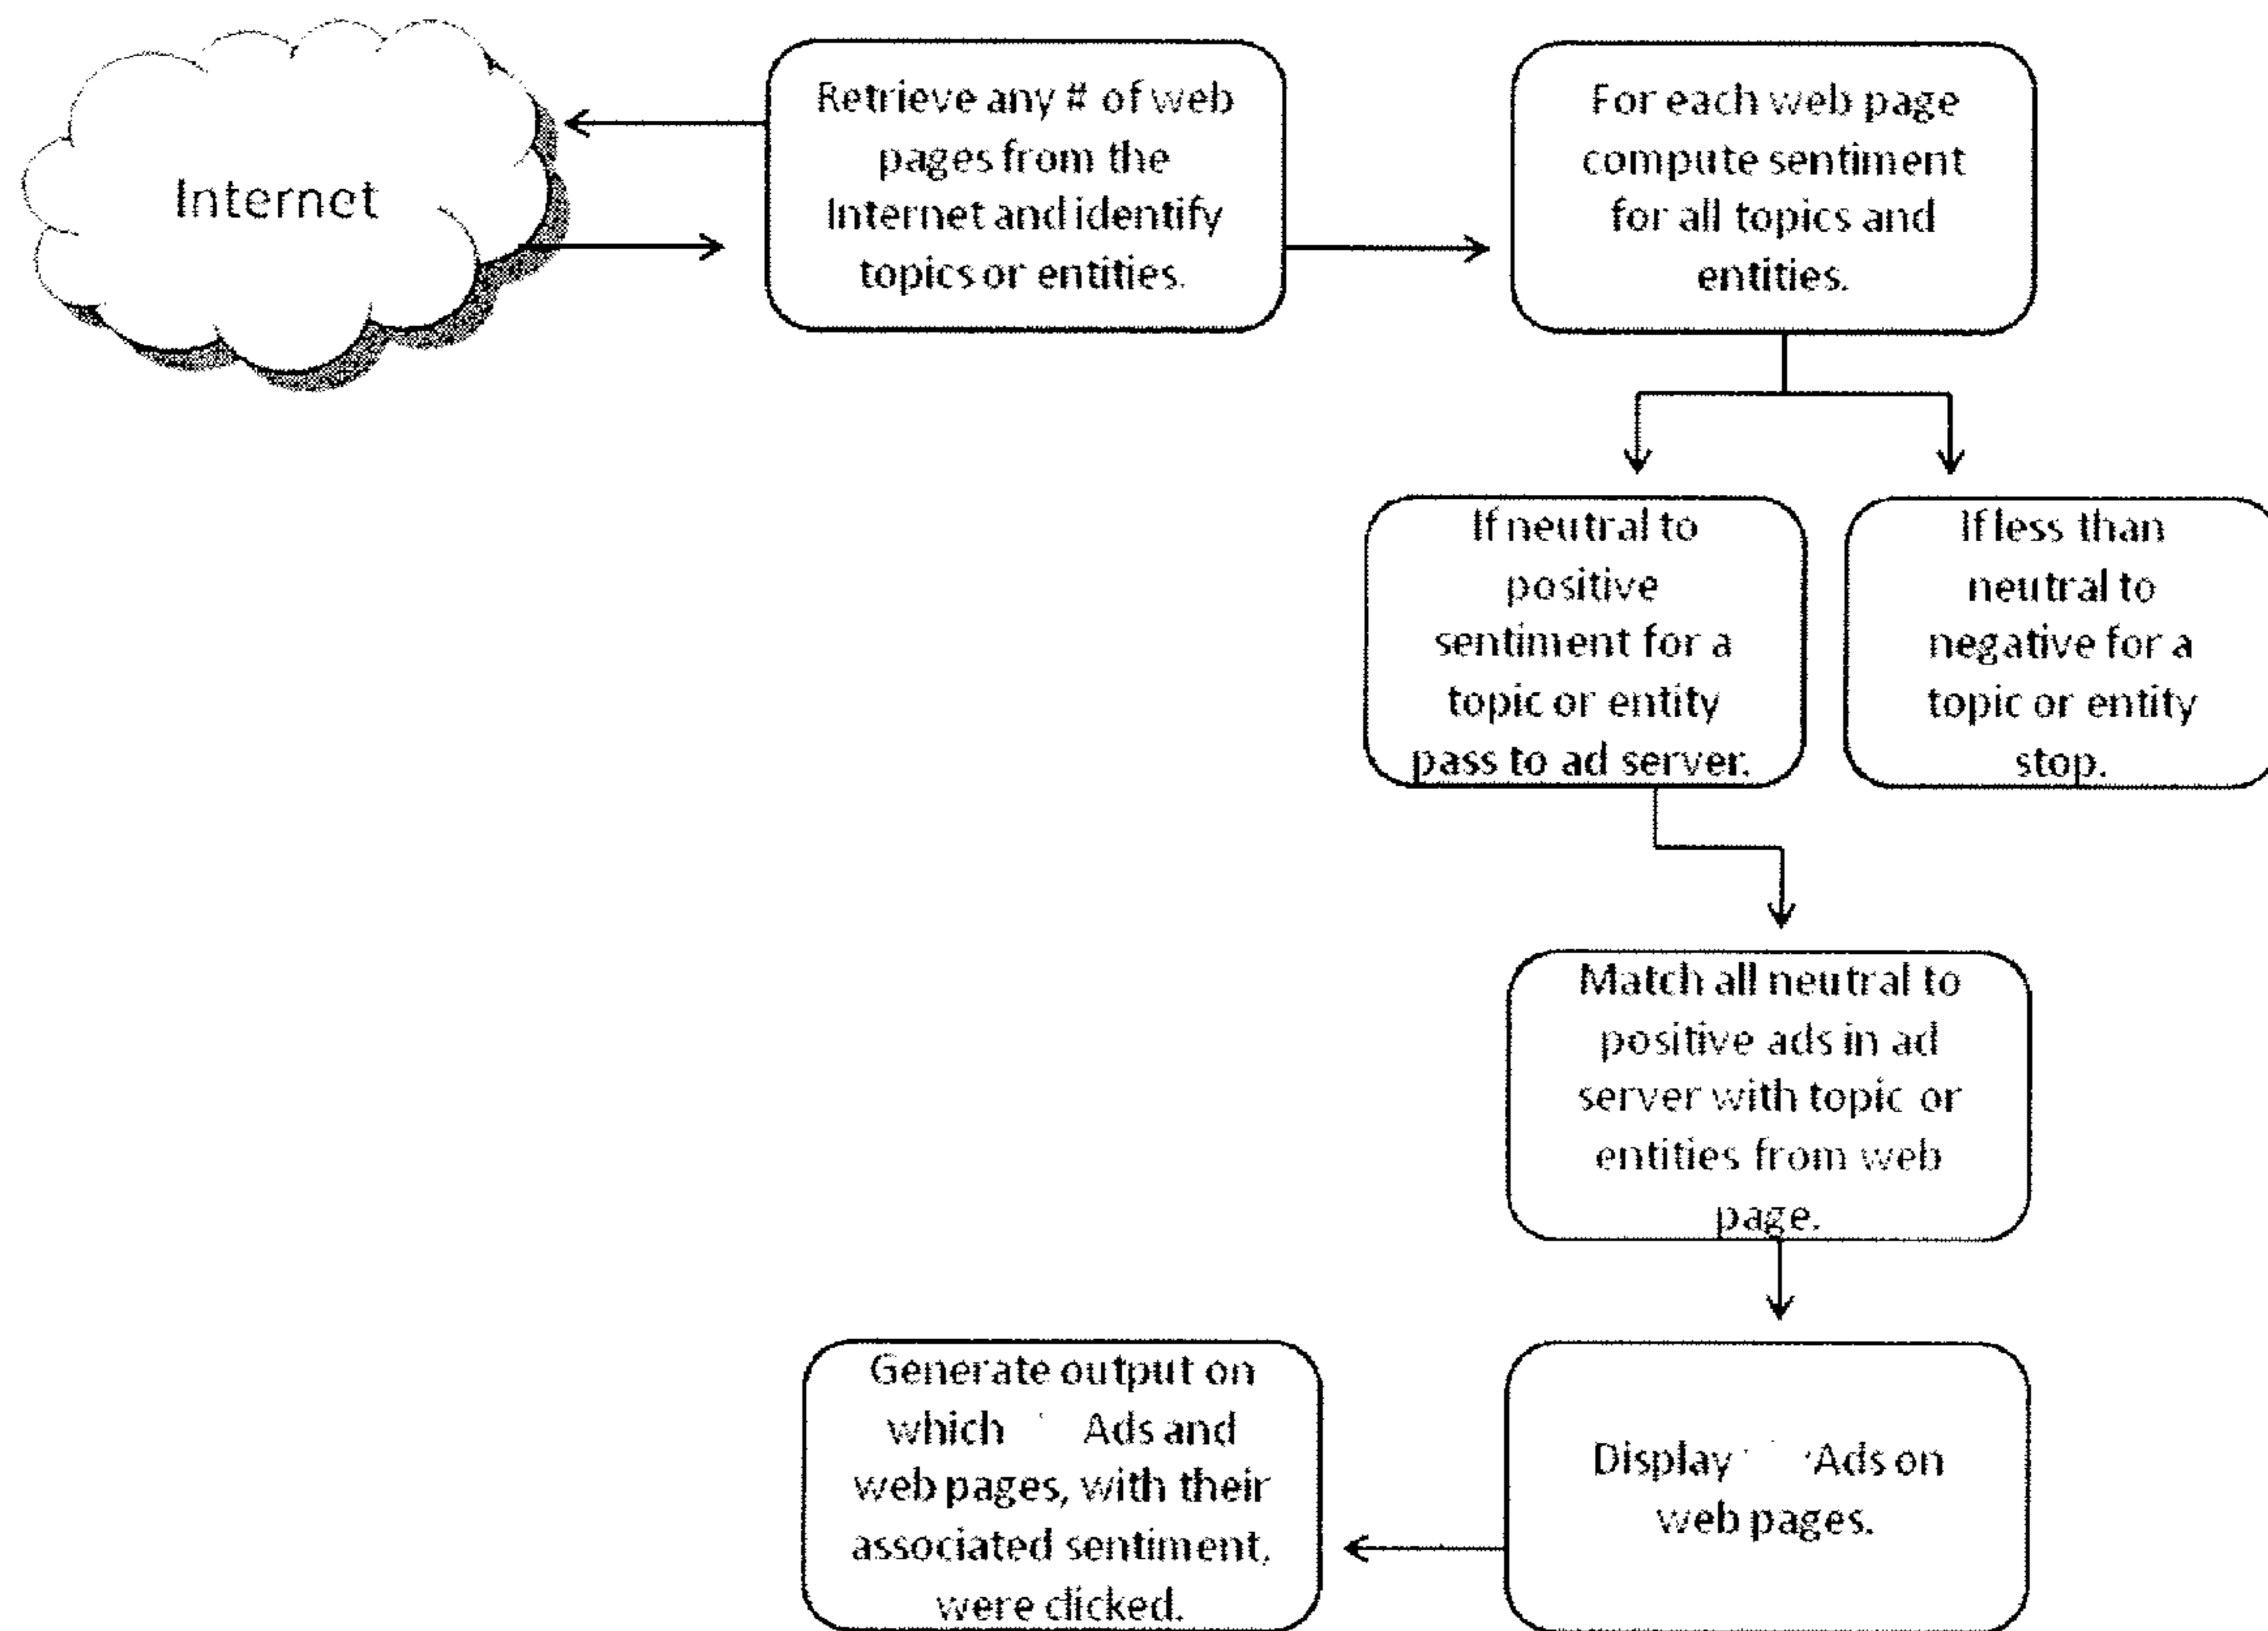 Internet
Retrieve any # of web
pages from the
Internet and identify
topics or entities.
For each web page
compute sentiment
for all topics and
entities.
If neutral to
positive
sentiment for a
topic or entity
pass to ad server.
If less than
neutral to
negative for a
topic or entity
stop.
Match all neutral to
positive ads in ad
server with topic or
entities from web
page.
Display Ads on
web pages.
Generate output on
which Ads and
web pages, with their
associated sentiment,
were clicked.